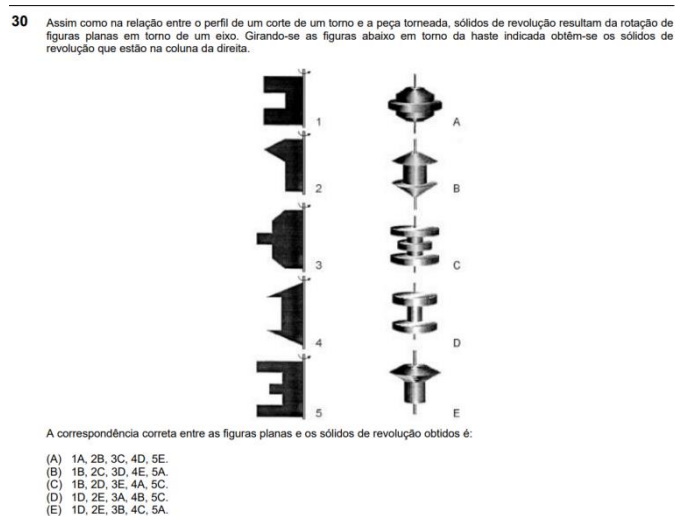 30 Assim como na relação entre o perfil de um corte de um torno e a peça torneada, sólidos de revolução resultam da rotação de
figuras planas em torno de um eixo. Girando-se as figuras abaixo em torno da haste indicada obtêm-se os sólidos de
revolução que estão na coluna da direita.
1 A
2 B
3 C
4 D
5 E
A correspondência correta entre as figuras planas e os sólidos de revolução obtidos é:
(A) 1A, 2B, 3C, 4D, 5E.
(B) 1B, 2C, 3D, 4E, 5A.
(C) 1B, 2D, 3E, 4A, 5C.
(D) 1D, 2E, 3A, 4B, 5C.
(E) 1D, 2E, 3B, 4C, 5A.